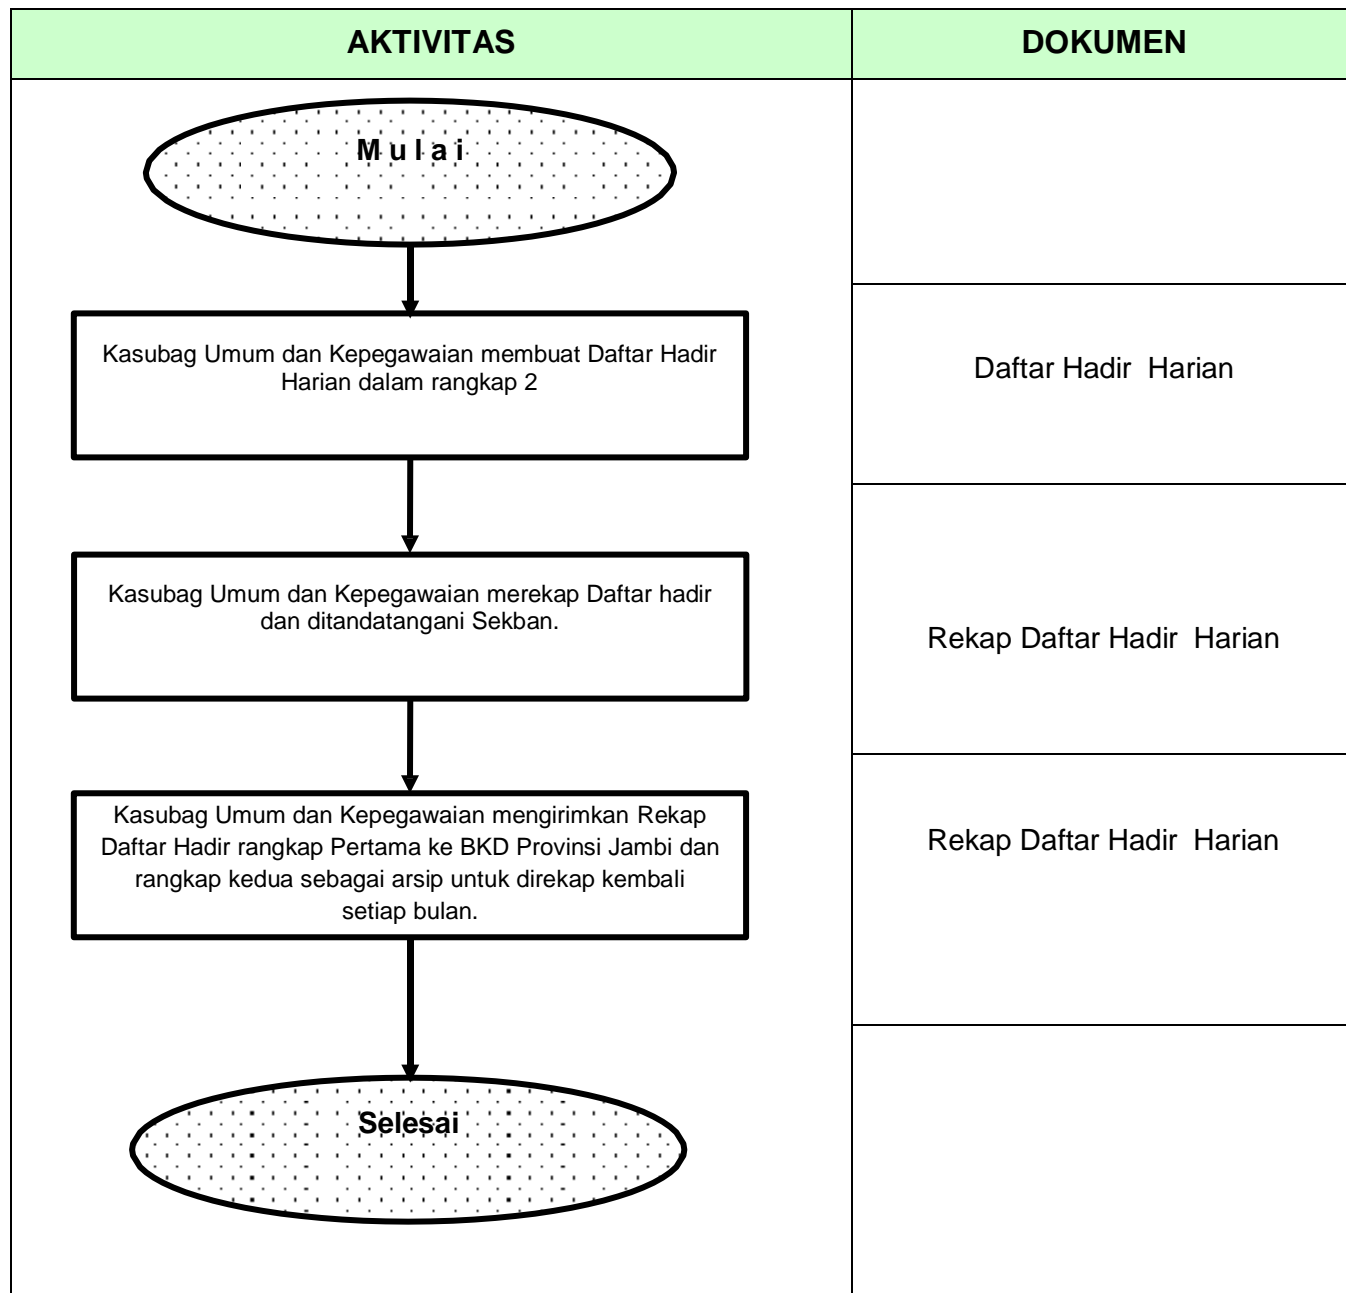 AKTIVITAS
DOKUMEN
M u l a i
Kasubag Umum dan Kepegawaian membuat Daftar Hadir
Harian dalam rangkap 2
Daftar Hadir  Harian
Kasubag Umum dan Kepegawaian merekap Daftar hadir
dan ditandatangani Sekban.
Rekap Daftar Hadir  Harian
Kasubag Umum dan Kepegawaian mengirimkan Rekap
Daftar Hadir rangkap Pertama ke BKD Provinsi Jambi dan
rangkap kedua sebagai arsip untuk direkap kembali
setiap bulan.
Rekap Daftar Hadir  Harian
Selesai